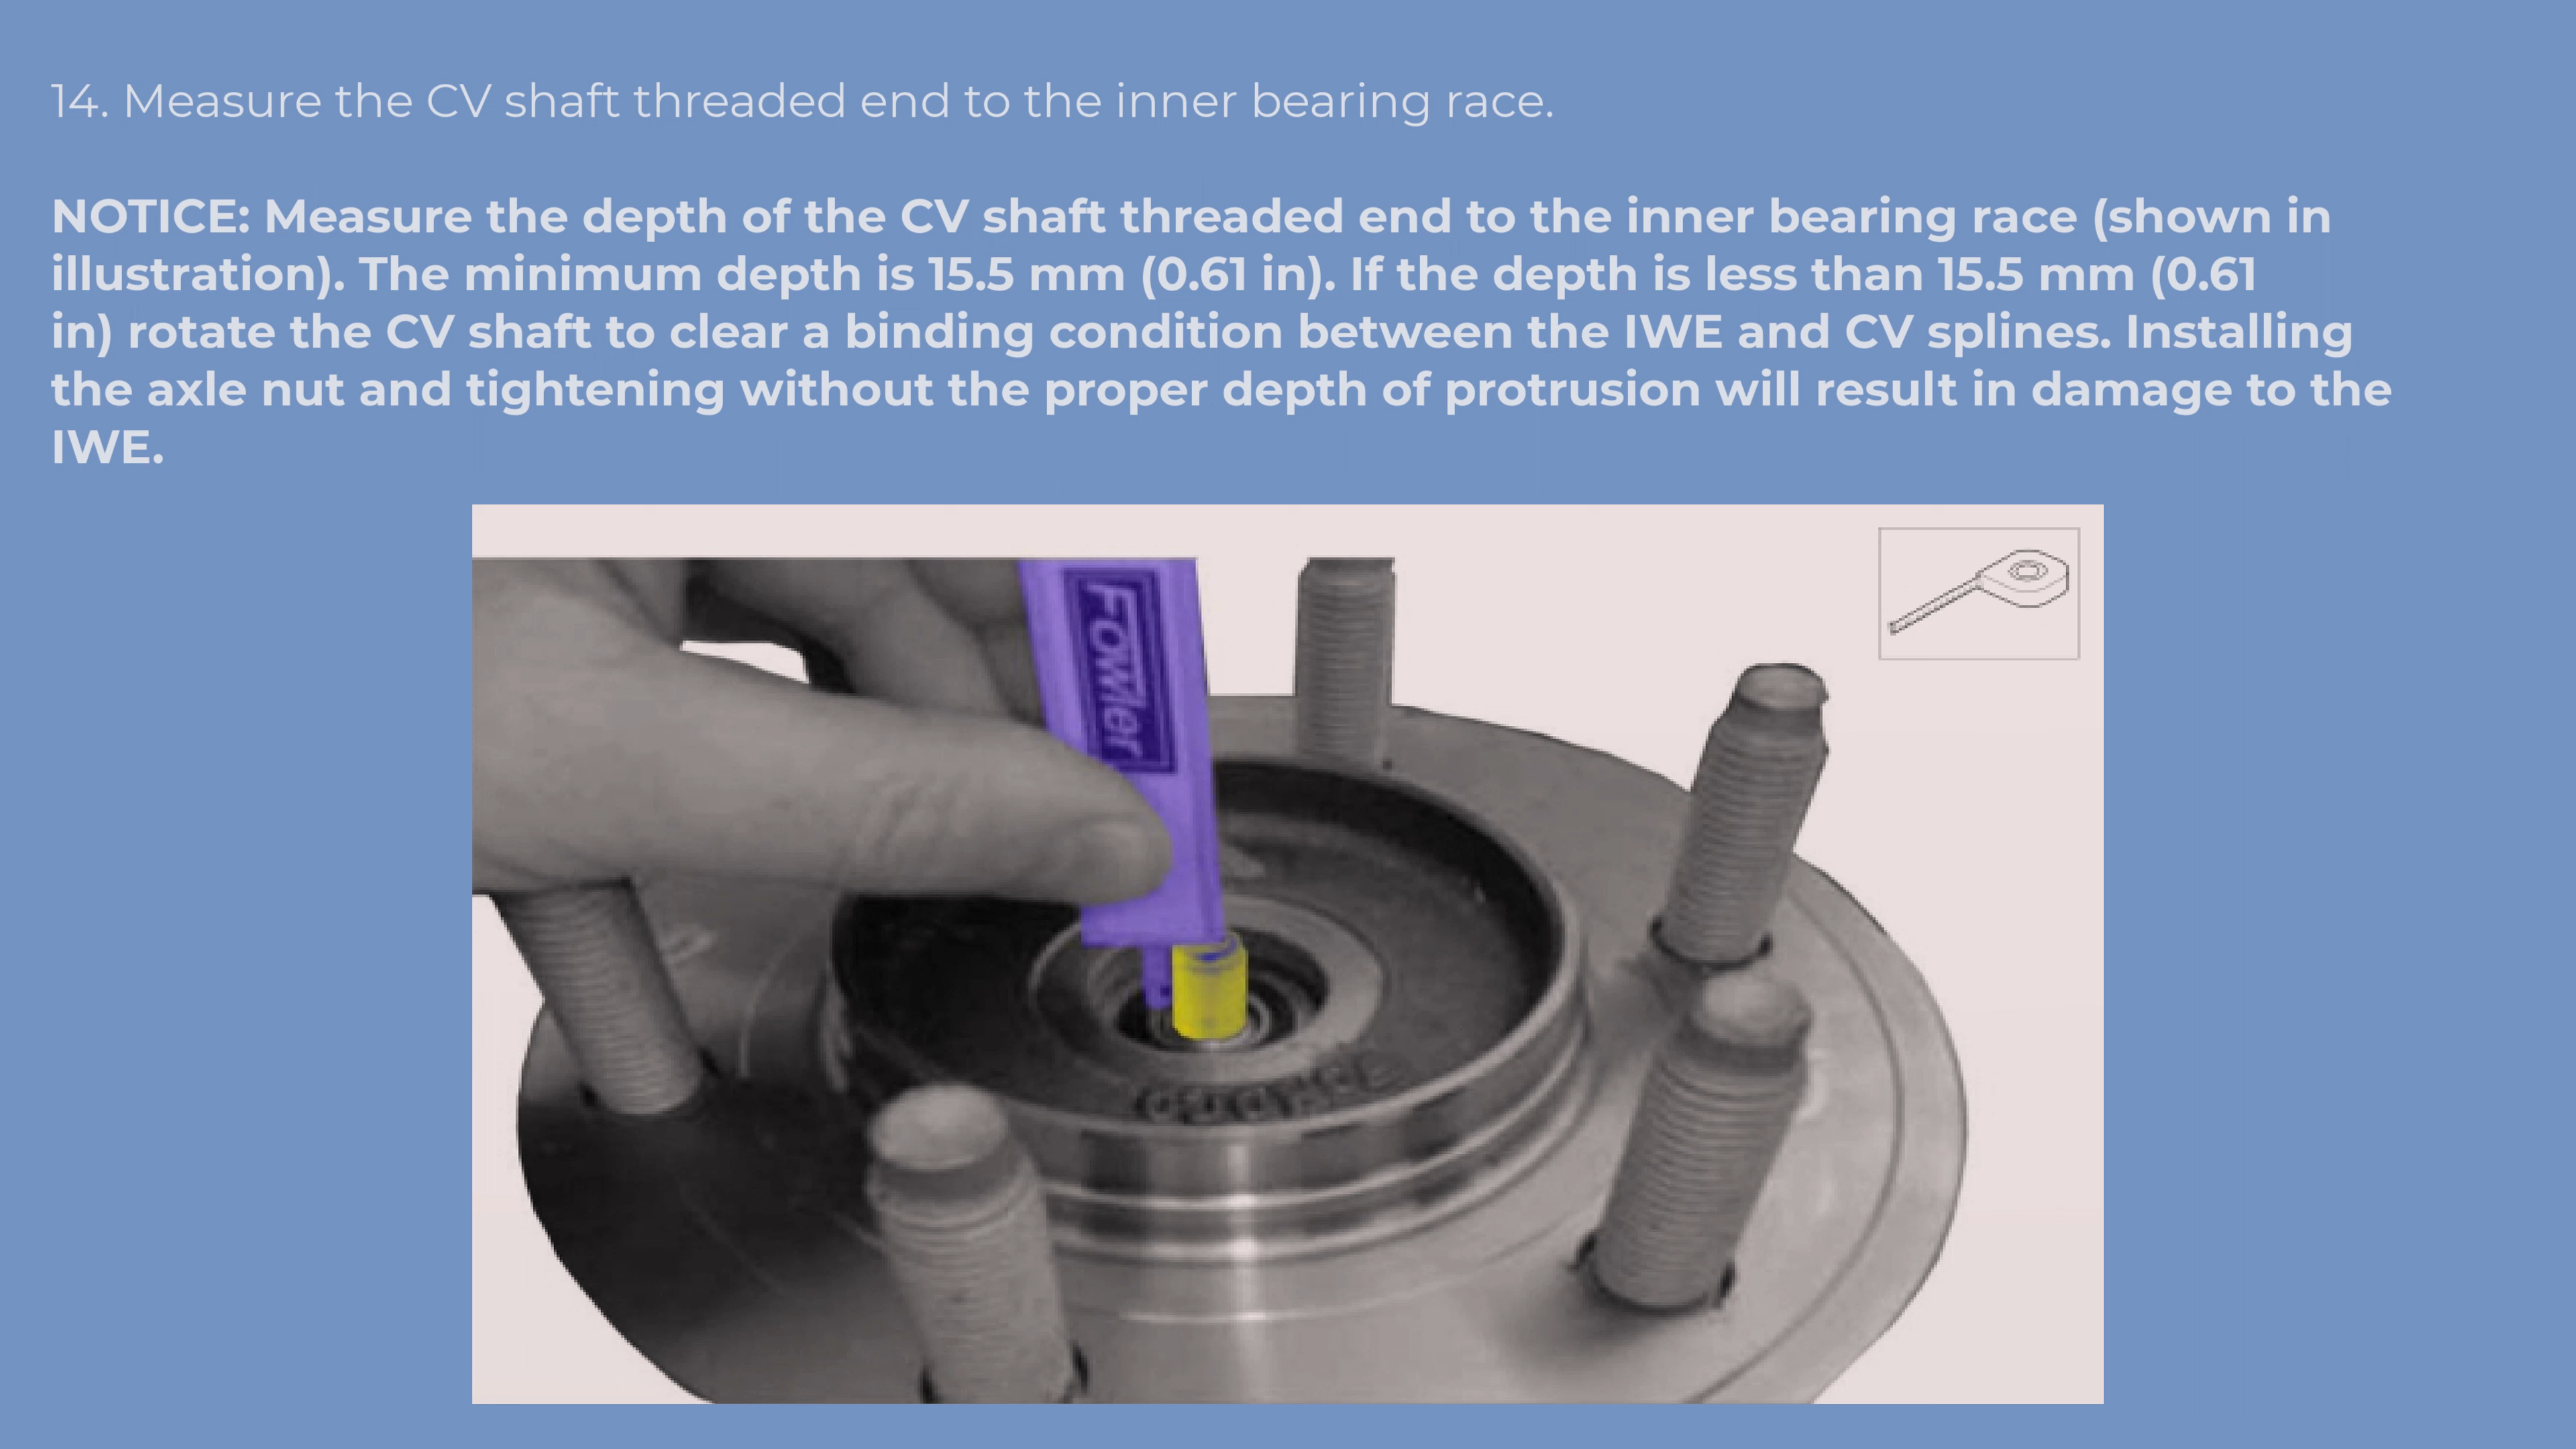 14. Measure the CV shaft threaded end to the inner bearing race.
NOTICE: Measure the depth of the CV shaft threaded end to the inner bearing race (shown in
illustration). The minimum depth is 15.5 mm (0.61 in). If the depth is less than 15.5 mm (0.61
in) rotate the CV shaft to clear a binding condition between the IWE and CV splines. Installing
the axle nut and tightening without the proper depth of protrusion will result in damage to the
IWE.
Fowler